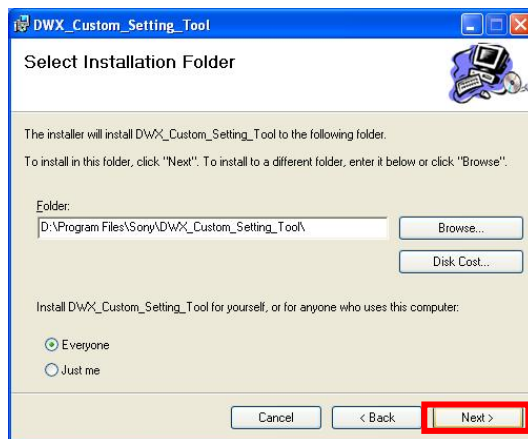 DWX_Custom_Setting_Tool
Select Installation Folder
The installer will install DWX_Custom_Setting_Tool to the following folder.
To install in this folder, click "Next". To install to a different folder, enter it below or click "Browse".
Folder:
D:\Program Files\Sony\DWX_Custom_Setting_Tool\
Browse...
Disk Cost...
Install DWX_Custom_Setting_Tool for yourself, or for anyone who uses this computer:
Everyone
Just me
Cancel
< Back
Next >